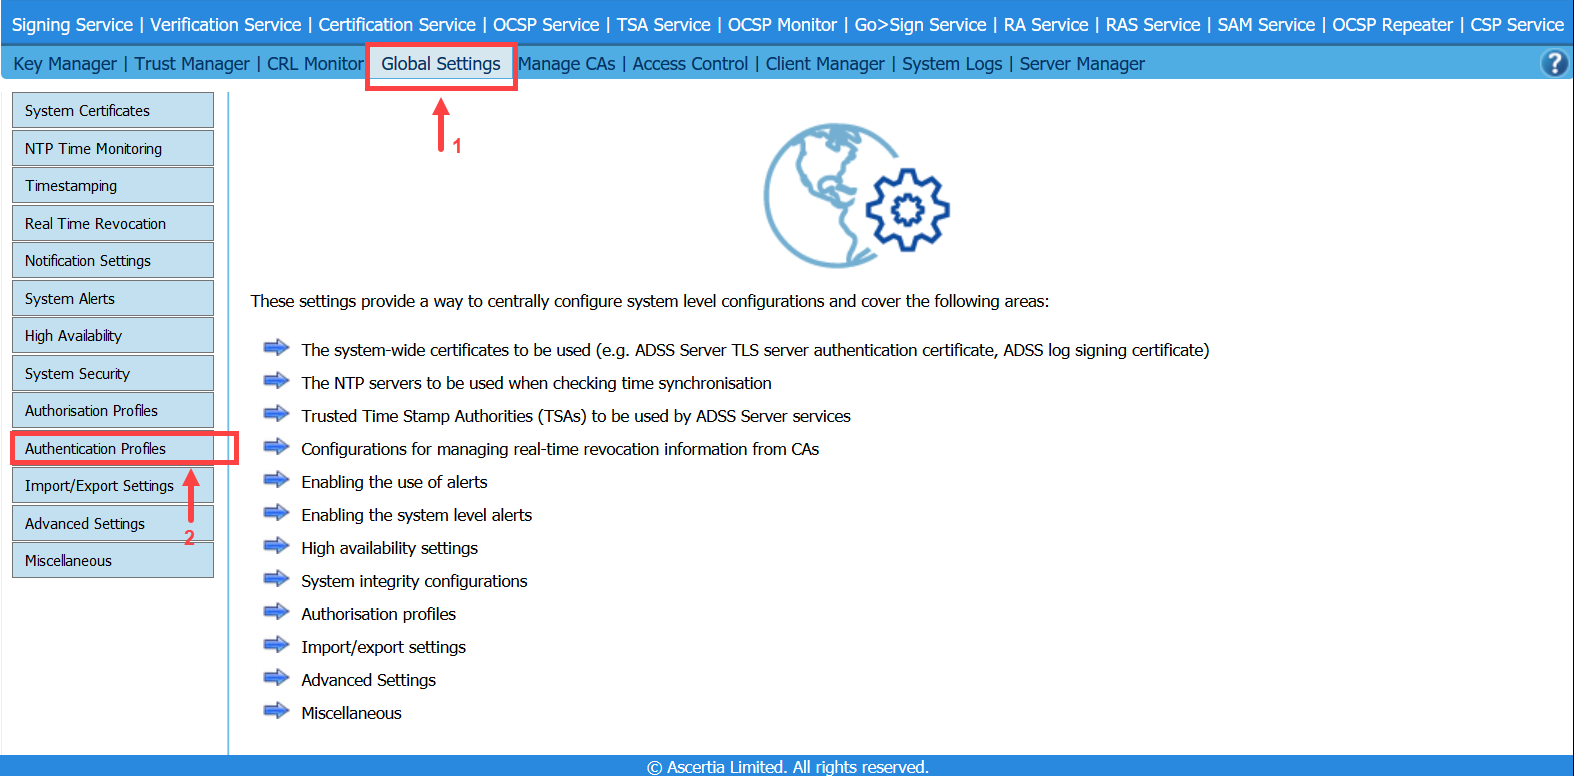 Signing Service | Verification Service | Certification Service | OCSP Service | TSA Service | OCSP Monitor | Go>Sign Service | RA Service | RAS Service | SAM Service | OCSP Repeater | CSP Service
Key Manager | Trust Manager | CRL Monitor Global Settings Manage CAs | Access Control | Client Manager | System Logs | Server Manager ?
1
System Certificates
NTP Time Monitoring
Timestamping
Real Time Revocation
Notification Settings
System Alerts
High Availability
System Security
Authorisation Profiles
Authentication Profiles
Import/Export Settings
Advanced Settings
2
Miscellaneous
These settings provide a way to centrally configure system level configurations and cover the following areas:
The system-wide certificates to be used (e.g. ADSS Server TLS server authentication certificate, ADSS log signing certificate)
The NTP servers to be used when checking time synchronisation
Trusted Time Stamp Authorities (TSAs) to be used by ADSS Server services
Configurations for managing real-time revocation information from CAs
Enabling the use of alerts
Enabling the system level alerts
High availability settings
System integrity configurations
Authorisation profiles
Import/export settings
Advanced Settings
Miscellaneous
© Ascertia Limited. All rights reserved.